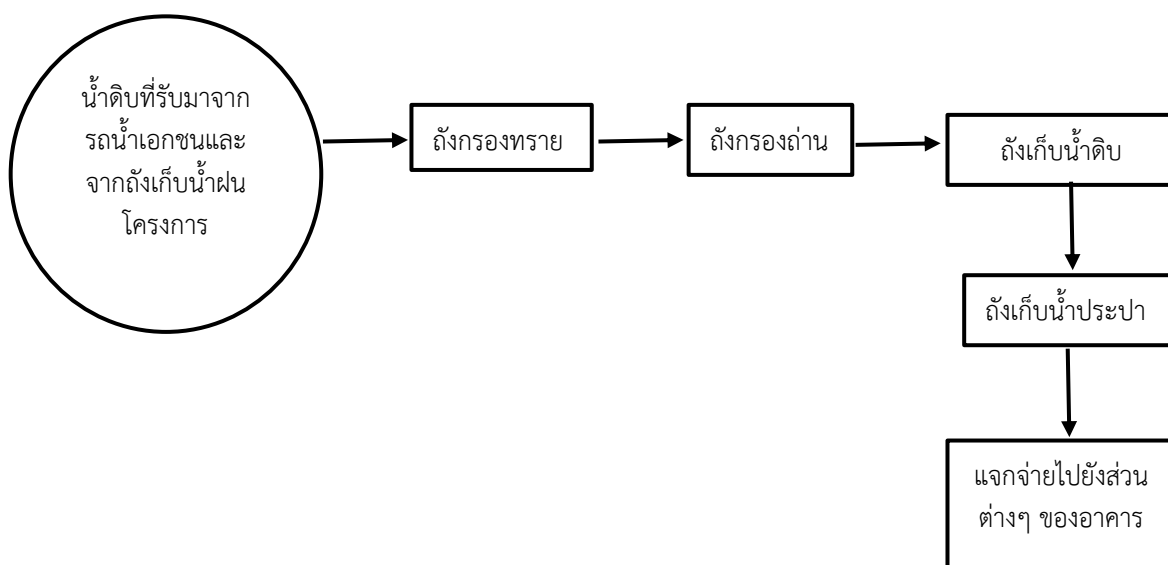 น้ำดิบที่รับมาจาก
รถน้ำเอกชนและ
จากถังเก็บน้ำฝน
โครงการ
ถังกรองทราย
ถังกรองถ่าน
ถังเก็บน้ำดิบ
ถังเก็บน้ำประปา
แจกจ่ายไปยังส่วน
ต่างๆ ของอาคาร